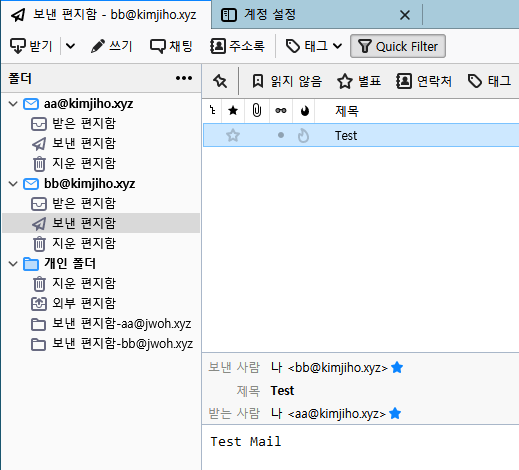 보낸 편지함 - bb@kimjiho.xyz
계정 설정
받기 쓰기 채팅 주소록 태그 Quick Filter
폴더
읽지 않음 별표 연락처 태그
aa@kimjiho.xyz
받은 편지함
보낸 편지함
지운 편지함
bb@kimjiho.xyz
받은 편지함
보낸 편지함
지운 편지함
개인 폴더
지운 편지함
외부 편지함
보낸 편지함-aa@jwoh.xyz
보낸 편지함-bb@jwoh.xyz
제목
Test
보낸 사람 나 <bb@kimjiho.xyz>
제목 Test
받는 사람 나 <aa@kimjiho.xyz>
Test Mail